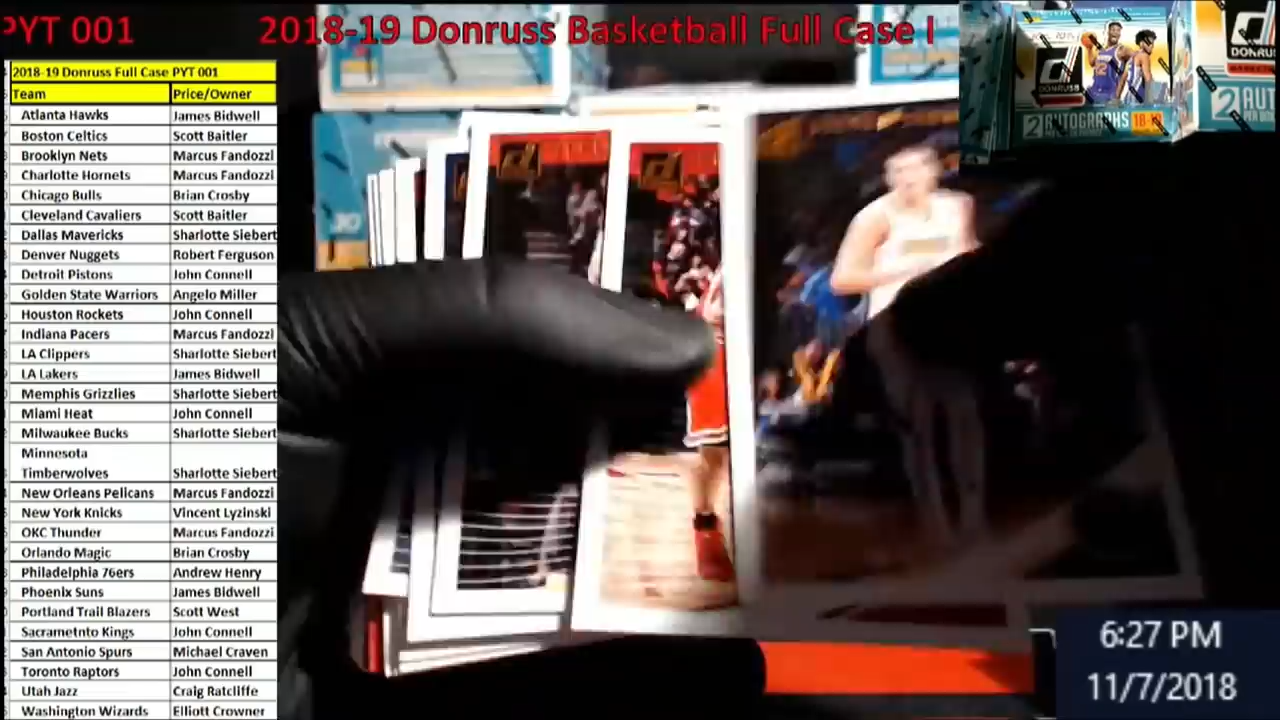 PYT 001 2018-19 Donruss Basketball Full Case
2018-19 Donruss Full Case PYT 001
Team Price/Owner
Atlanta Hawks James Bidwell
Boston Celtics Scott Baitler
Brooklyn Nets Marcus Fandozzi
Charlotte Hornets Marcus Fandozzi
Chicago Bulls Brian Crosby
Cleveland Cavaliers Scott Baitler
Dallas Mavericks Sharlotte Siebert
Denver Nuggets Robert Ferguson
Detroit Pistons John Connell
Golden State Warriors Angelo Miller
Houston Rockets John Connell
Indiana Pacers Marcus Fandozzi
LA Clippers Sharlotte Siebert
LA Lakers James Bidwell
Memphis Grizzlies Sharlotte Siebert
Miami Heat John Connell
Milwaukee Bucks Sharlotte Siebert
Minnesota
Timberwolves Sharlotte Siebert
New Orleans Pelicans Marcus Fandozzi
New York Knicks Vincent Lyzinski
OKC Thunder Marcus Fandozzi
Orlando Magic Brian Crosby
Philadelphia 76ers Andrew Henry
Phoenix Suns James Bidwell
Portland Trail Blazers Scott West
Sacrametnto Kings John Connell
San Antonio Spurs Michael Craven
Toronto Raptors John Connell
Utah Jazz Craig Ratcliffe
Washington Wizards Elliott Crowner
DONRUSS
2 AUTOGRAPHS 18-19
2 AUT
6:27 PM
11/7/2018